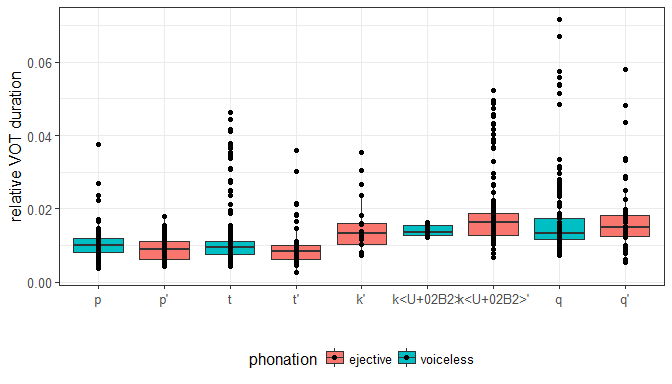 relative VOT duration
0.06
0.04
0.02
0.00
p p' t t' k' k<U+02B2> k<U+02B2>' q q'
phonation ejective voiceless